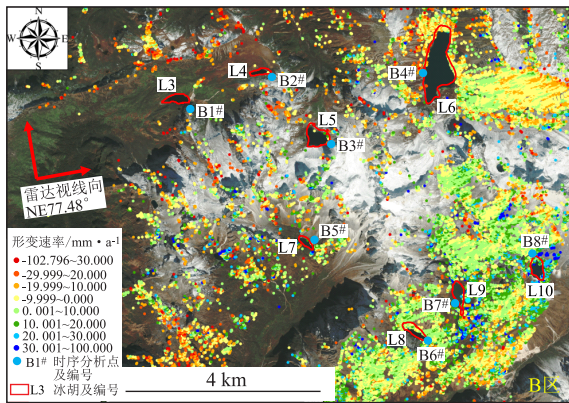 N
W
E
S
L3
L4
B1#
B2#
B4#
L6
L5
B3#
雷达视线向
NE77.48°
L7
B5#
B8#
L10
L9
B7#
L8
B6#
形变速率/mm·a-1
-102.796~30.000
-29.999~20.000
-19.999~10.000
-9.999~0.000
0.001~10.000
10.001~20.000
20.001~30.000
30.001~100.000
B1# 时序分析点
及编号
L3 冰胡及编号
4 km
B区